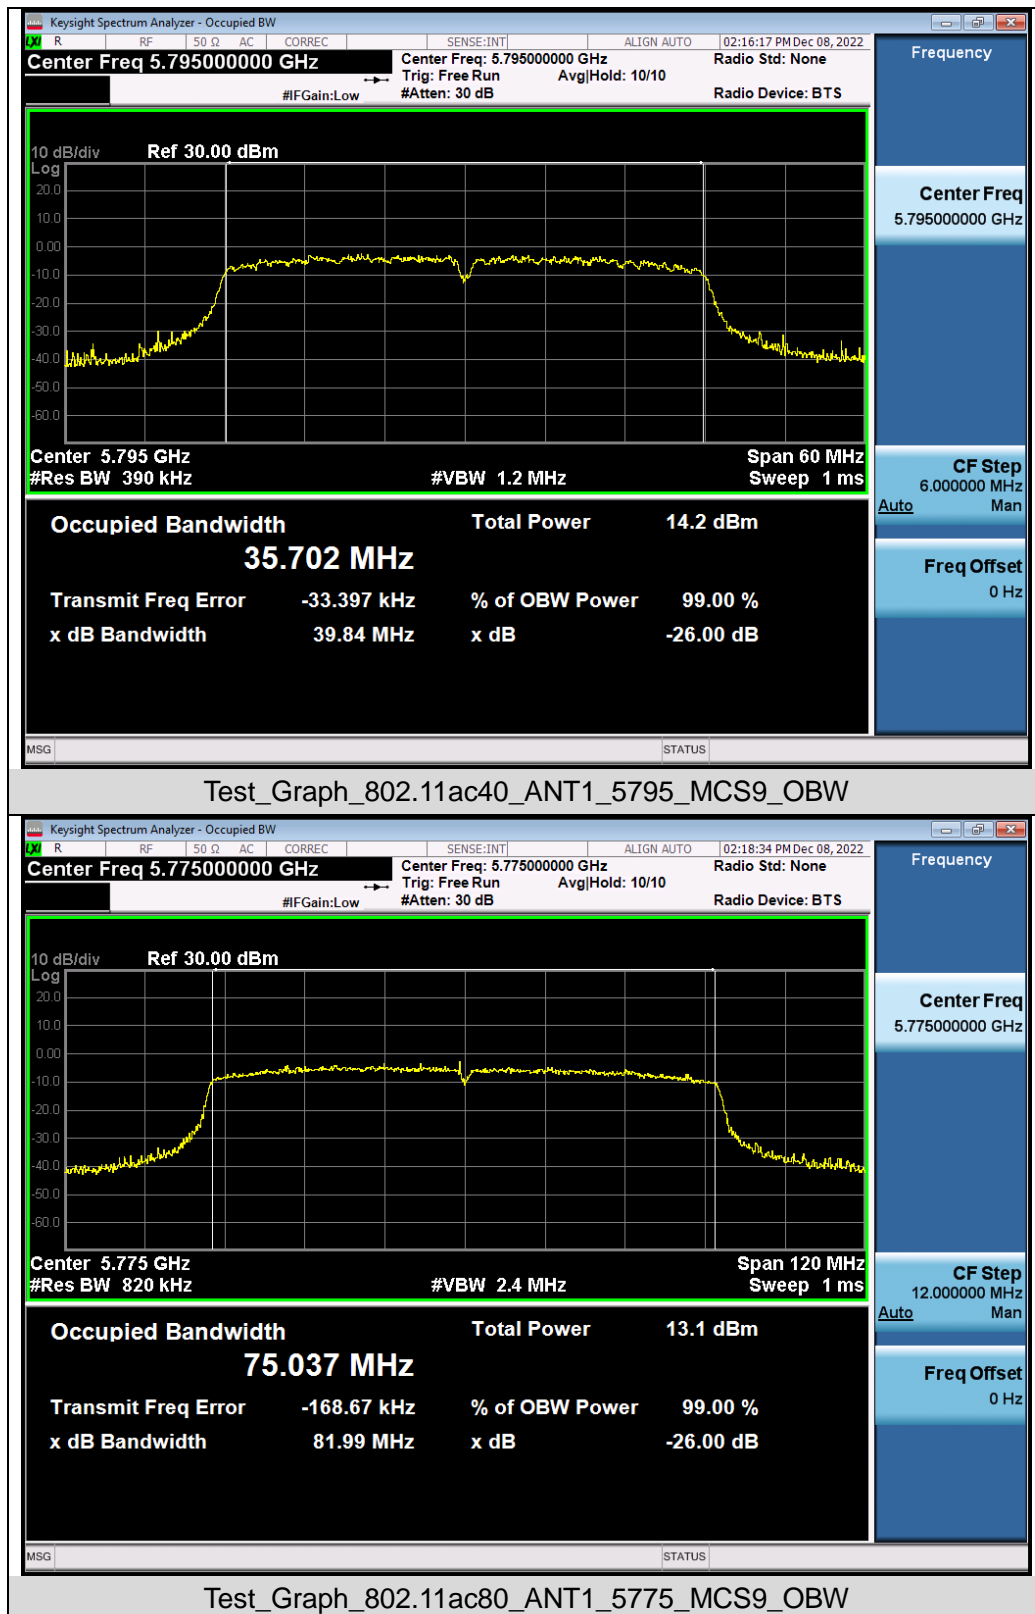 Keysight Spectrum Analyzer - Occupied BW
LXI R RF 50 Ω AC CORREC SENSE:INT ALIGN AUTO 02:16:17 PM Dec 08, 2022
Center Freq 5.795000000 GHz
Center Freq: 5.795000000 GHz Radio Std: None
Trig: Free Run Avg|Hold: 10/10
#IFGain:Low #Atten: 30 dB Radio Device: BTS
Frequency
10 dB/div Ref 30.00 dBm
Log
20.0
10.0
0.00
-10.0
-20.0
-30.0
-40.0
-50.0
-60.0
Center Freq
5.795000000 GHz
Center 5.795 GHz Span 60 MHz
#Res BW 390 kHz #VBW 1.2 MHz Sweep 1 ms
CF Step
6.000000 MHz
Auto Man
Occupied Bandwidth Total Power 14.2 dBm
35.702 MHz
Transmit Freq Error -33.397 kHz % of OBW Power 99.00 %
x dB Bandwidth 39.84 MHz x dB -26.00 dB
Freq Offset
0 Hz
MSG STATUS
Test_Graph_802.11ac40_ANT1_5795_MCS9_OBW
Keysight Spectrum Analyzer - Occupied BW
LXI R RF 50 Ω AC CORREC SENSE:INT ALIGN AUTO 02:18:34 PM Dec 08, 2022
Center Freq 5.775000000 GHz
Center Freq: 5.775000000 GHz Radio Std: None
Trig: Free Run Avg|Hold: 10/10
#IFGain:Low #Atten: 30 dB Radio Device: BTS
Frequency
10 dB/div Ref 30.00 dBm
Log
20.0
10.0
0.00
-10.0
-20.0
-30.0
-40.0
-50.0
-60.0
Center Freq
5.775000000 GHz
Center 5.775 GHz Span 120 MHz
#Res BW 820 kHz #VBW 2.4 MHz Sweep 1 ms
CF Step
12.000000 MHz
Auto Man
Occupied Bandwidth Total Power 13.1 dBm
75.037 MHz
Transmit Freq Error -168.67 kHz % of OBW Power 99.00 %
x dB Bandwidth 81.99 MHz x dB -26.00 dB
Freq Offset
0 Hz
MSG STATUS
Test_Graph_802.11ac80_ANT1_5775_MCS9_OBW